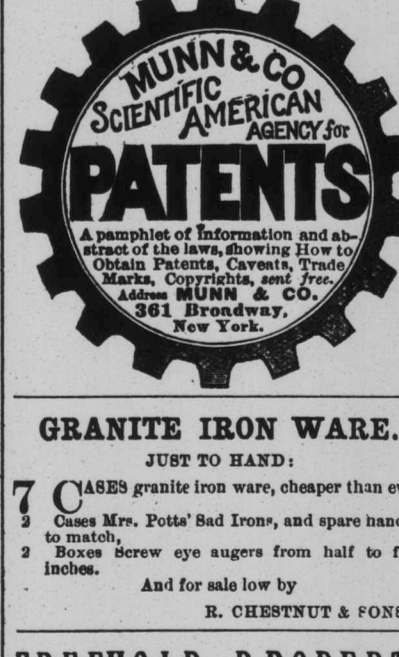 MUNN & CO
SCIENTIFIC AMERICAN
AGENCY for
PATENTS
A pamphlet of information and ab-
stract of the laws, showing How to
Obtain Patents, Caveats, Trade
Marks, Copyrights, sent free.
Address MUNN & CO.
361 Broadway,
New York.
GRANITE IRON WARE.
JUST TO HAND:
7 CASES granite iron ware, cheaper than ev
2 Cases Mrs. Potts' Sad Irons, and spare hand
to match,
2 Boxes Screw eye augers from half to f
inches.
And for sale low by
R. CHESTNUT & SONS